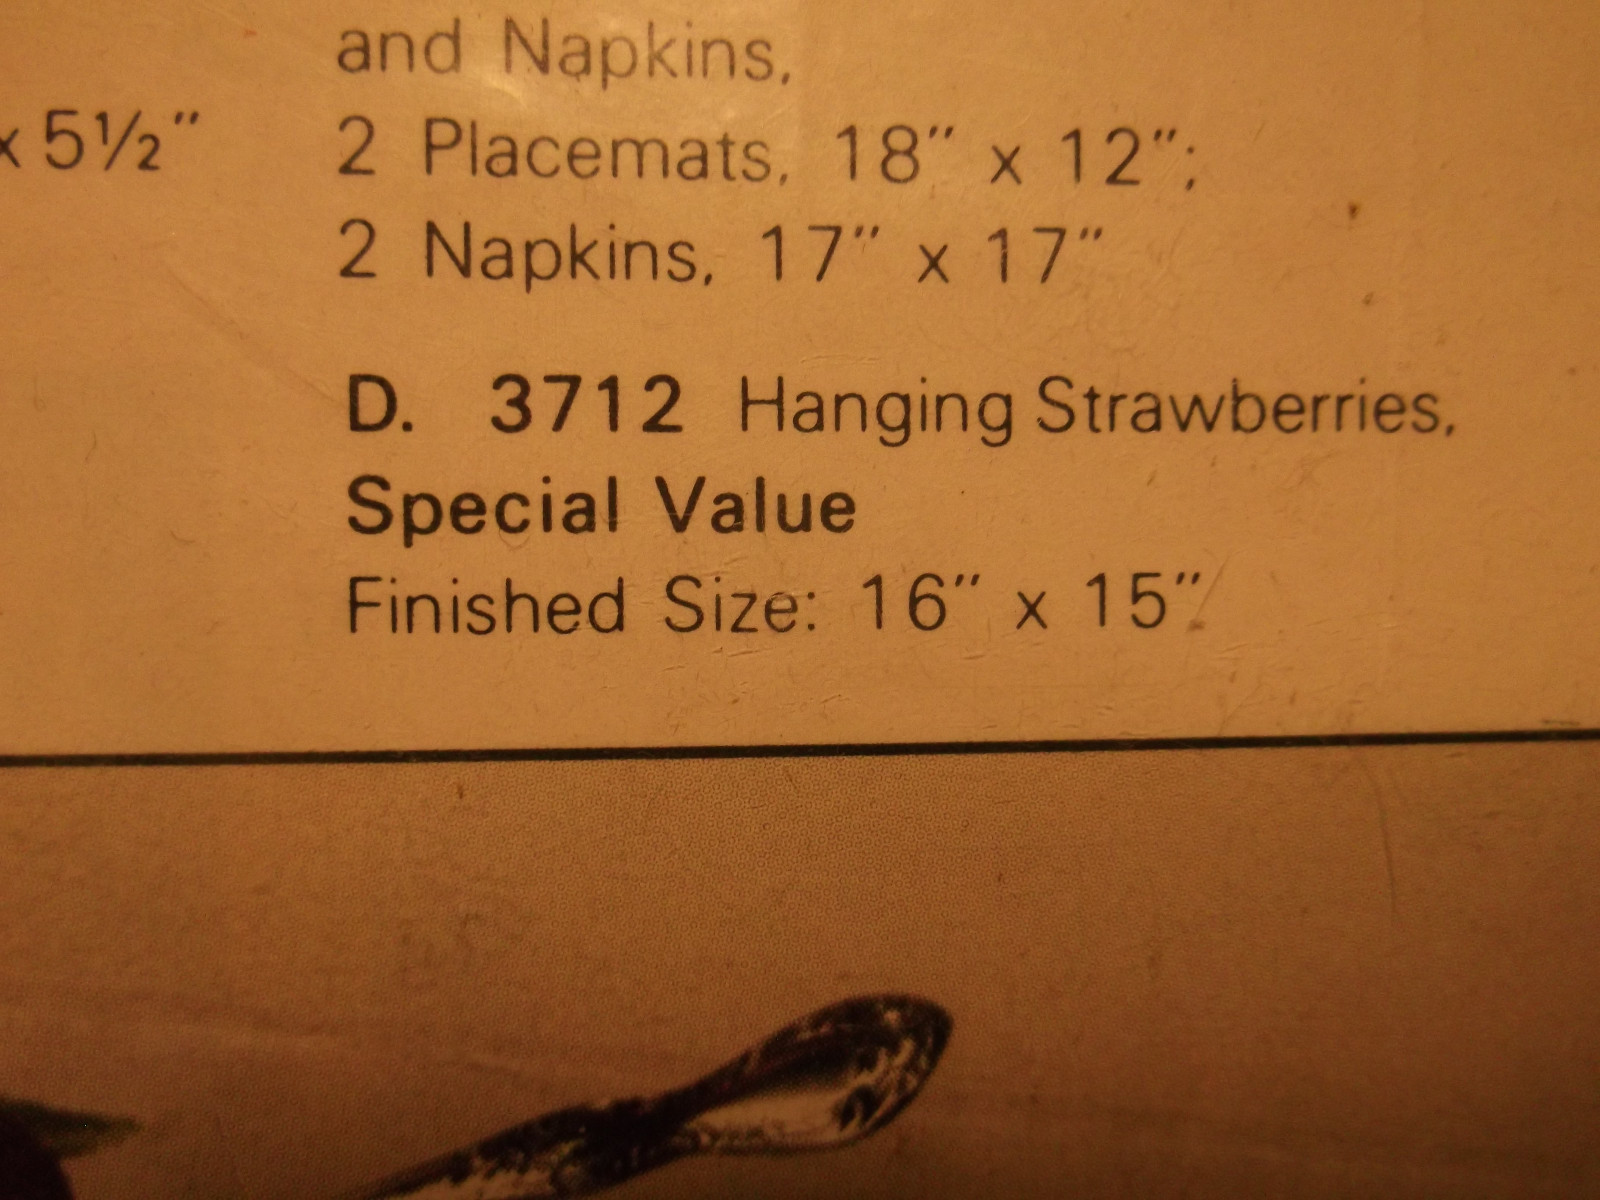 and Napkins,
x 5½"
2 Placemats, 18" x 12";
2 Napkins, 17" x 17"
D. 3712 Hanging Strawberries,
Special Value
Finished Size: 16" x 15"